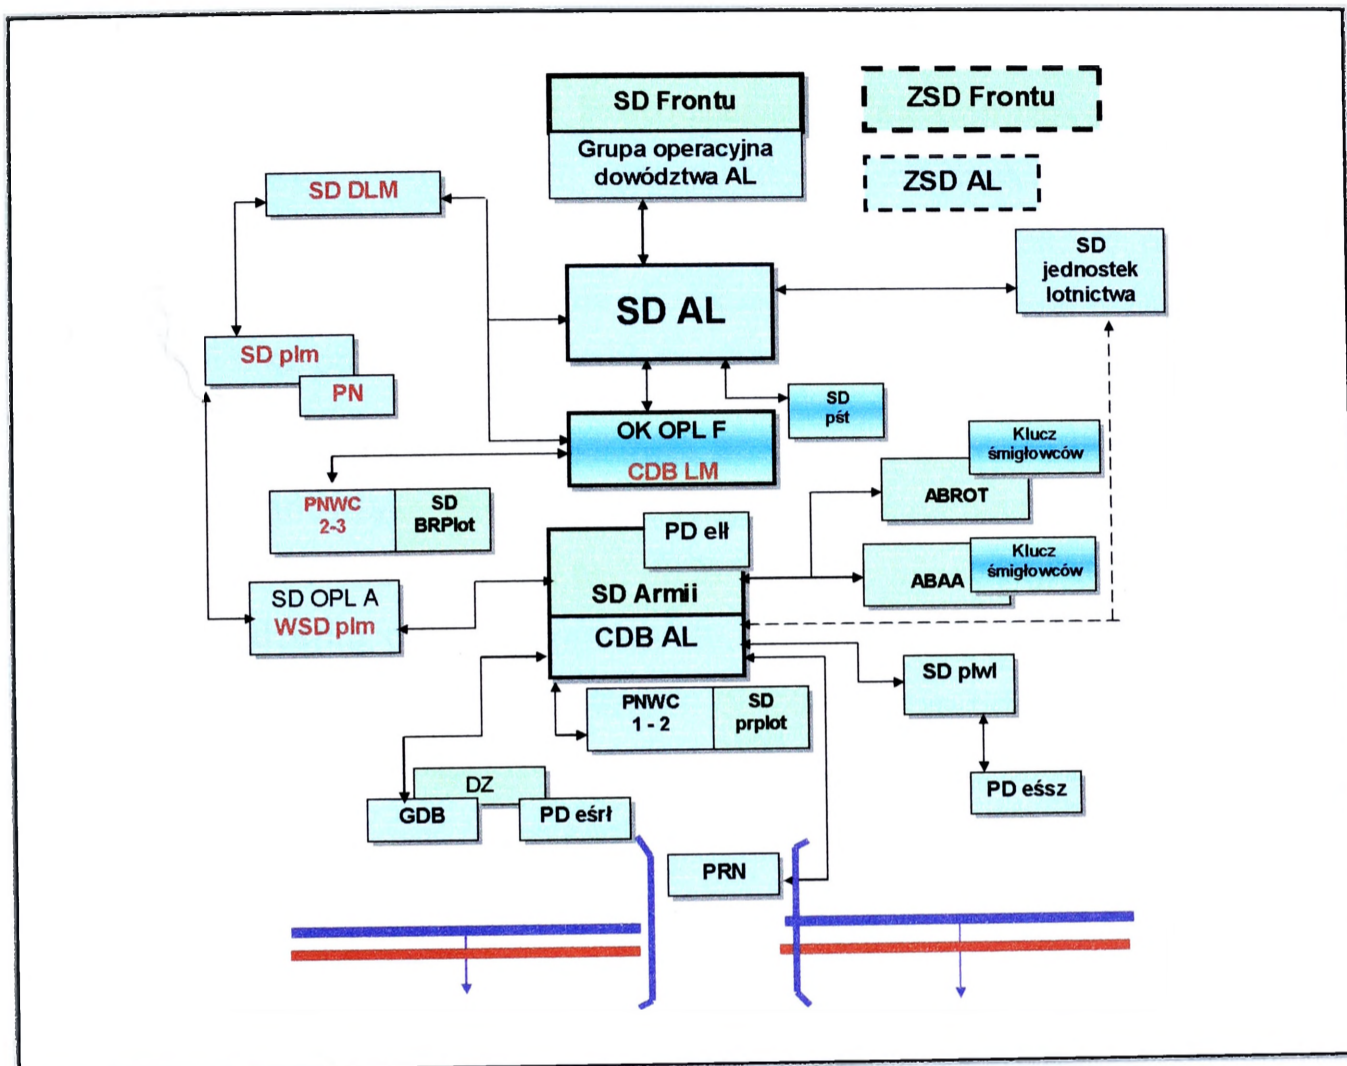 SD Frontu
Grupa operacyjna
dowództwa AL
ZSD Frontu
ZSD AL
SD DLM
SD
jednostek
lotnictwa
SD AL
SD plm
PN
SD
pśt
OK OPL F
CDB LM
Klucz
śmigłowców
ABROT
PNWC
2-3
SD
BRPlot
PD elł
Klucz
śmigłowców
ABAA
SD Armii
CDB AL
SD OPL A
WSD plm
SD plwl
PNWC
1 - 2
SD
prplot
DZ
GDB
PD eśrł
PD eśsz
PRN